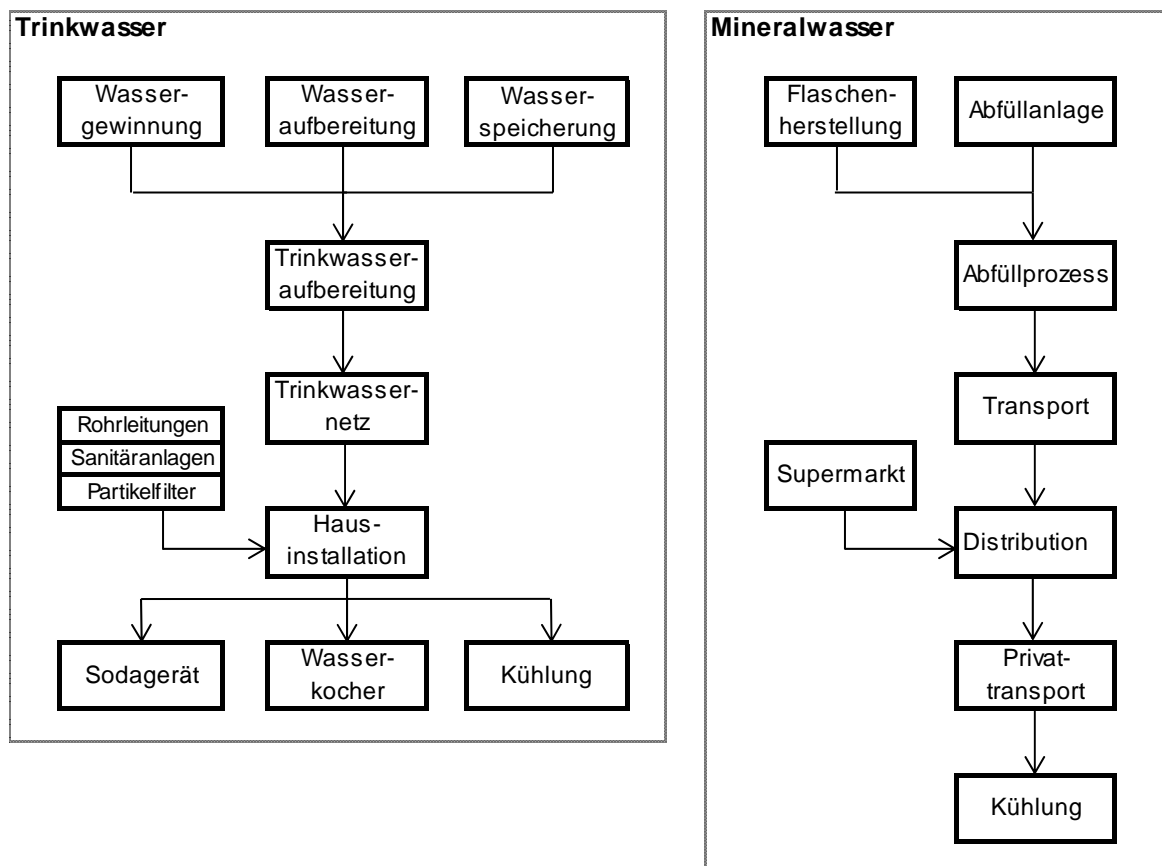 Trinkwasser
Wasser-
gewinnung
Wasser-
aufbereitung
Wasser-
speicherung
Trinkwasser-
aufbereitung
Trinkwasser-
netz
Rohrleitungen
Sanitäranlagen
Partikelfilter
Haus-
installation
Sodagerät
Wasser-
kocher
Kühlung
Mineralwasser
Flaschen-
herstellung
Abfüllanlage
Abfüllprozess
Transport
Supermarkt
Distribution
Privat-
transport
Kühlung